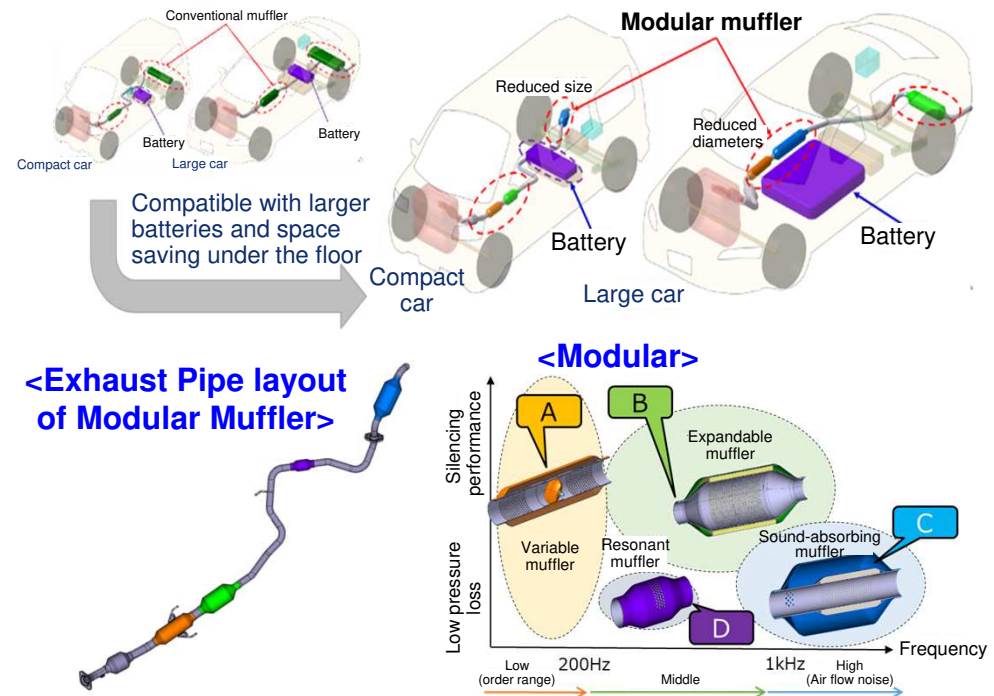 Conventional muffler
Battery
Battery
Compact car
Large car
Modular muffler
Reduced size
Reduced
diameters
Battery
Battery
Compact
car
Large car
Compatible with larger
batteries and space
saving under the floor
<Exhaust Pipe layout
of Modular Muffler>
<Modular>
Silencing
performance
Low pressure
loss
A
B
C
D
Expandable
muffler
Variable
muffler
Resonant
muffler
Sound-absorbing
muffler
Frequency
Low
(order range)
200Hz
Middle
1kHz
High
(Air flow noise)